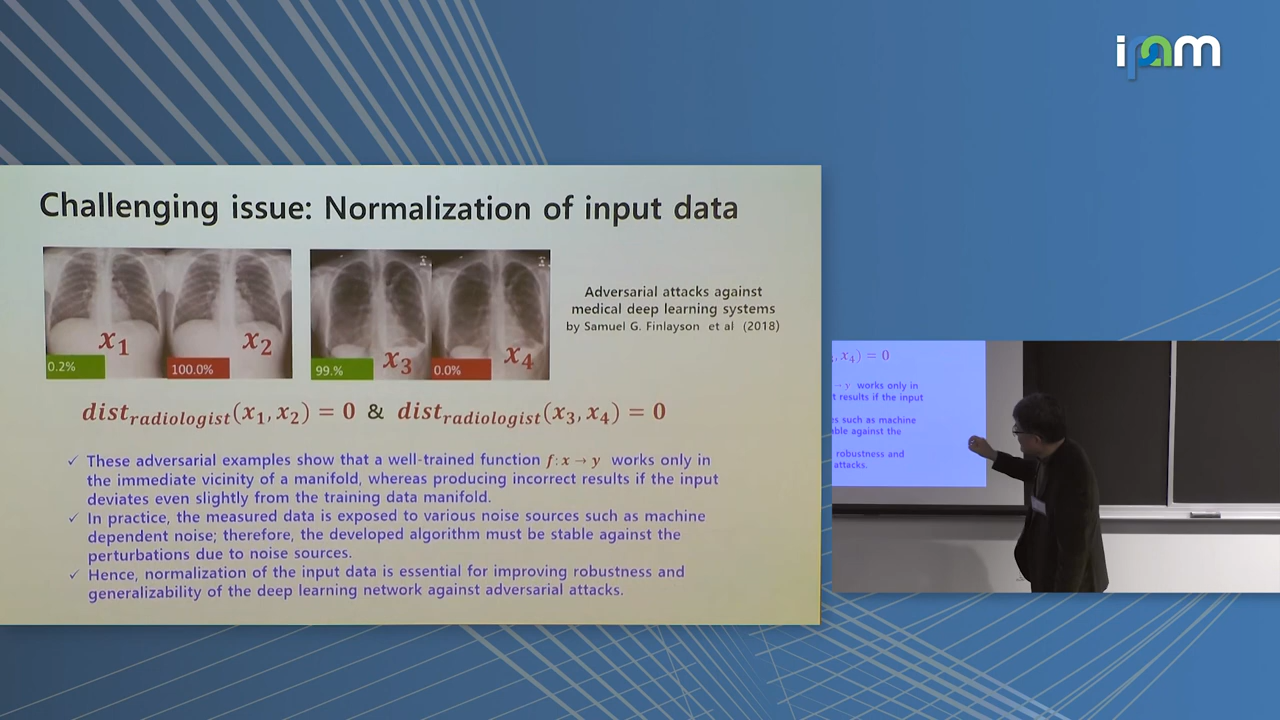 ipam
Challenging issue: Normalization of input data
x1
x2
x3
x4
0.2%
100.0%
99.%
0.0%
Adversarial attacks against
medical deep learning systems
by Samuel G. Finlayson et al (2018)
dist_radiologist(x1, x2) = 0 & dist_radiologist(x3, x4) = 0
✓ These adversarial examples show that a well-trained function f: x → y works only in
the immediate vicinity of a manifold, whereas producing incorrect results if the input
deviates even slightly from the training data manifold.
✓ In practice, the measured data is exposed to various noise sources such as machine
dependent noise; therefore, the developed algorithm must be stable against the
perturbations due to noise sources.
✓ Hence, normalization of the input data is essential for improving robustness and
generalizability of the deep learning network against adversarial attacks.
, x4) = 0
→ y works only in
t results if the input
es such as machine
able against the
robustness and
attacks.